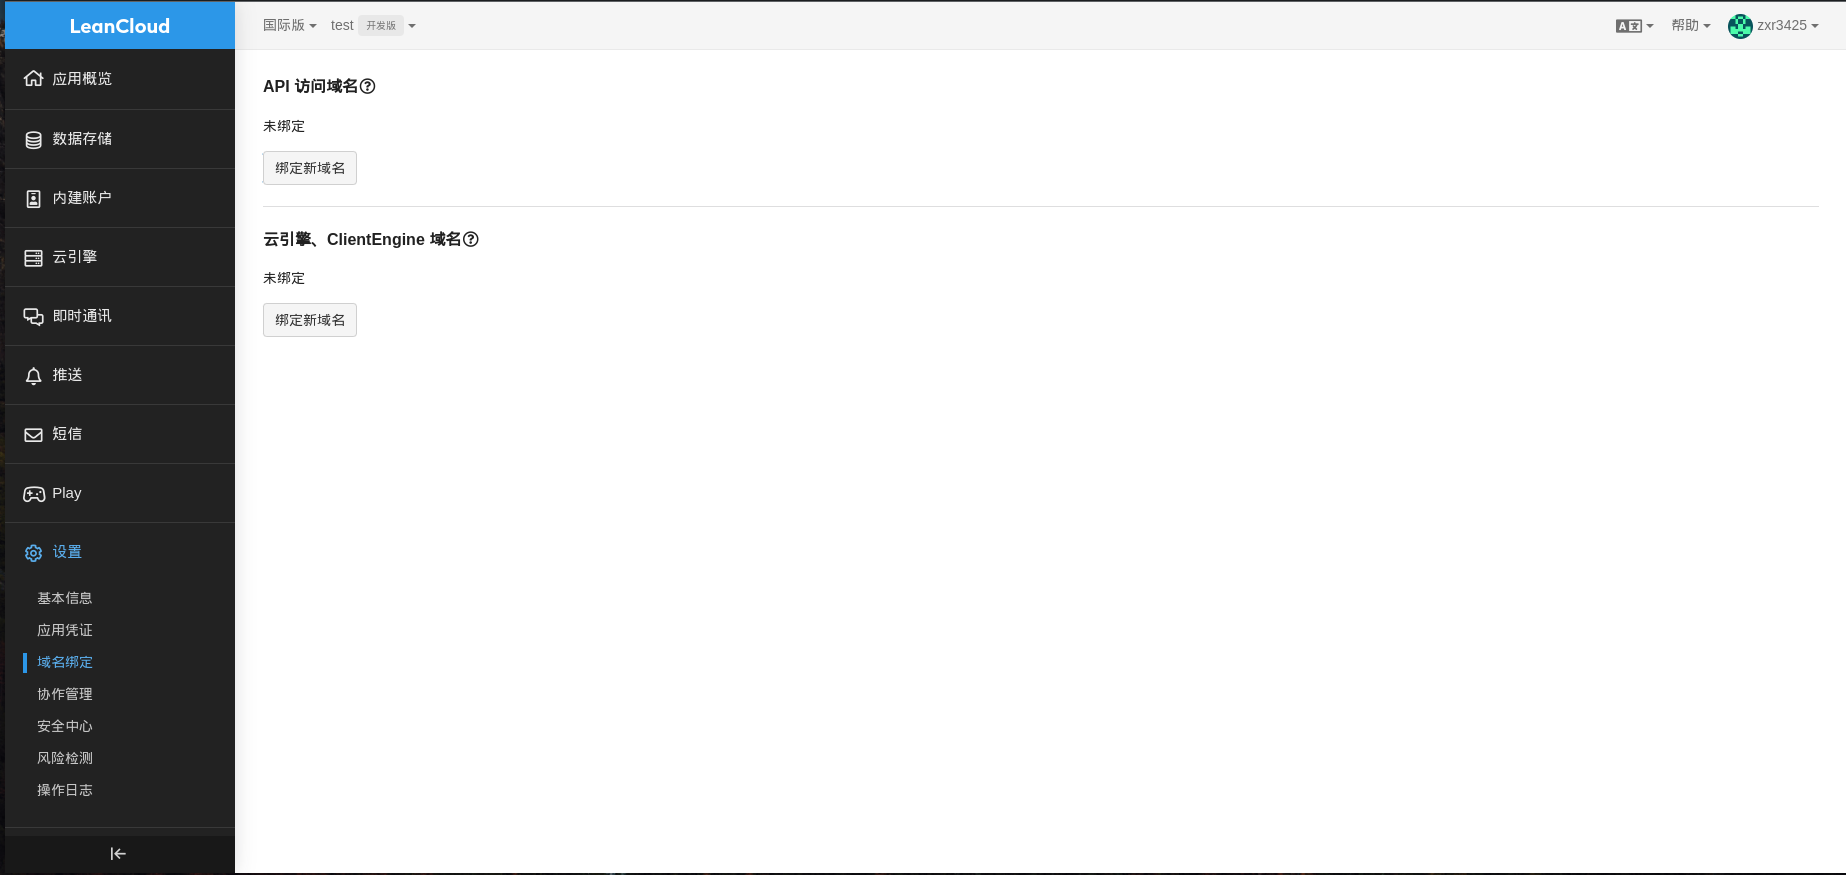 LeanCloud
国际版
test 开发版
帮助
zxr3425
应用概览
数据存储
内建账户
云引擎
即时通讯
推送
短信
Play
设置
基本信息
应用凭证
域名绑定
协作管理
安全中心
风险检测
操作日志
API 访问域名
未绑定
绑定新域名
云引擎、ClientEngine 域名
未绑定
绑定新域名